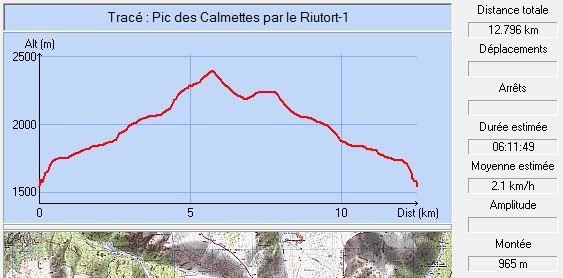 Tracé : Pic des Calmettes par le Riutort-1
Alt (m)
2500
2000
1500
0
5
10
Dist (km)
Distance totale
12.796 km
Déplacements
Arrêts
Durée estimée
06:11:49
Moyenne estimée
2.1 km/h
Amplitude
Montée
965 m